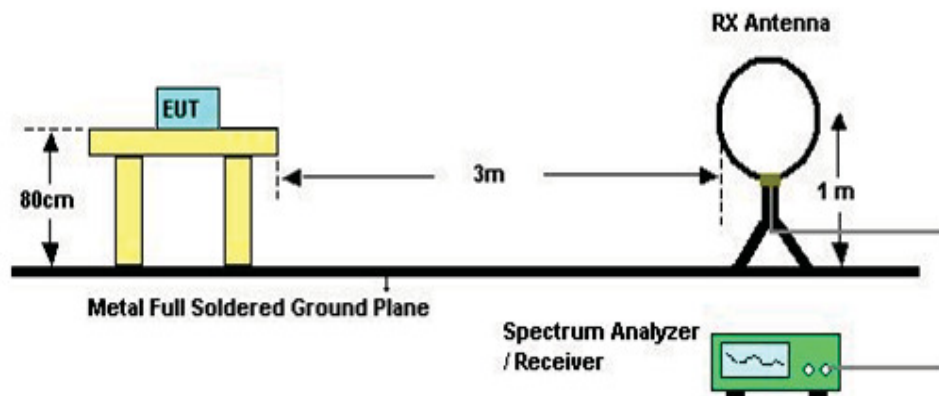 RX Antenna
EUT
3m
80cm
1 m
Metal Full Soldered Ground Plane
Spectrum Analyzer
/ Receiver